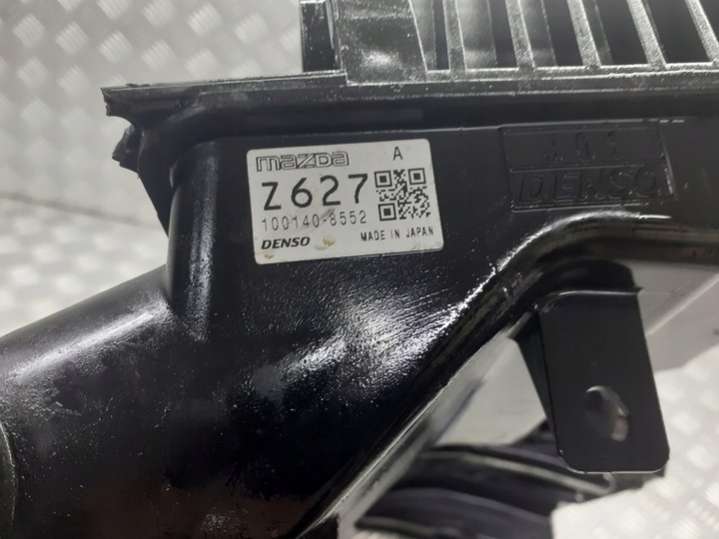 mazda A
Z627
100140-8552
DENSO MADE IN JAPAN
DENSO